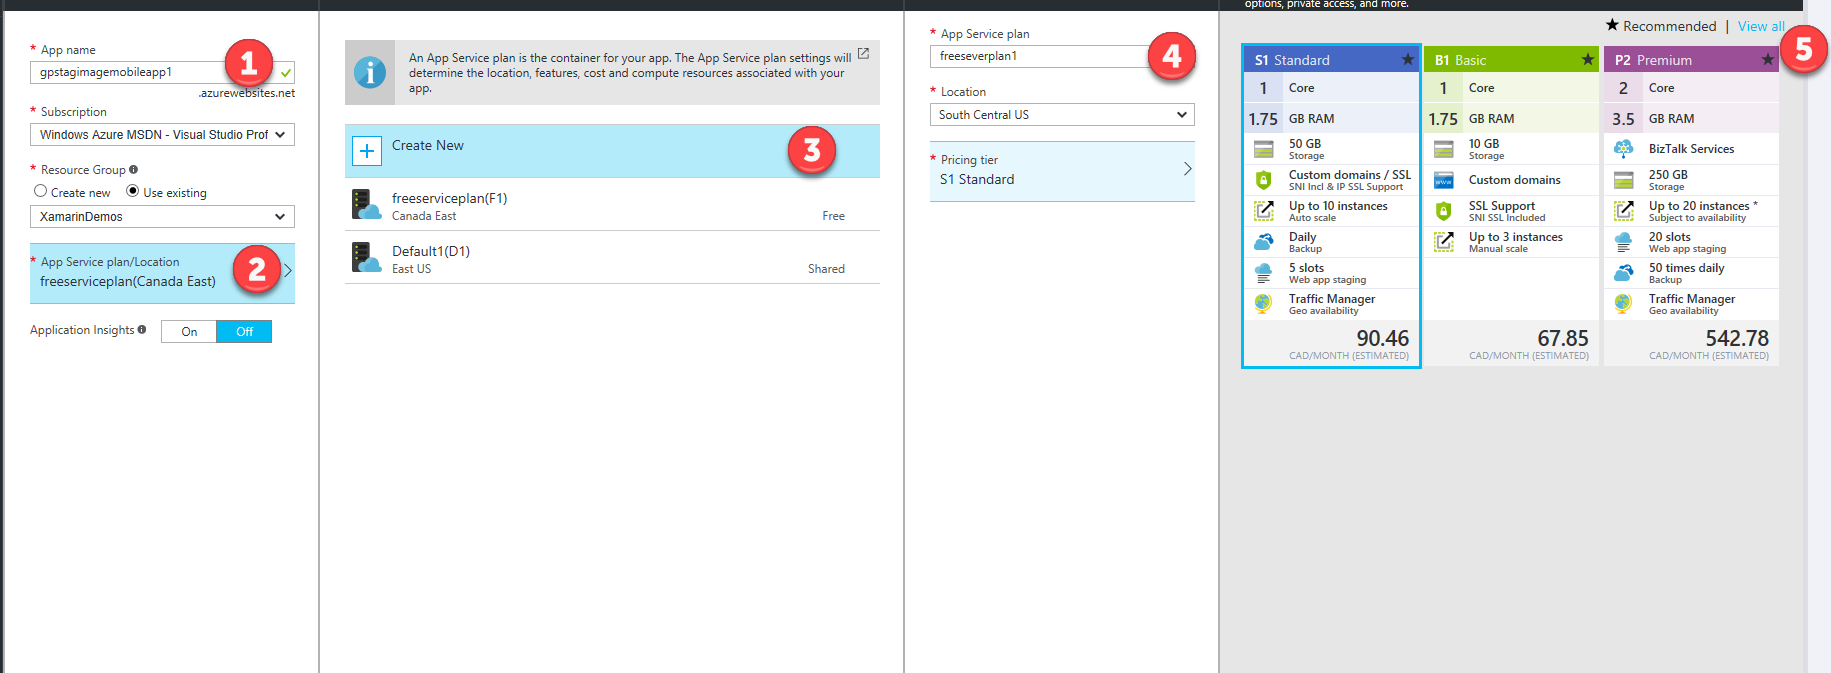 options, private access, and more.
* App name
gpstagimagemobileapp1
.azurewebsites.net
1
* Subscription
Windows Azure MSDN - Visual Studio Prof
* Resource Group
Create new
Use existing
XamarinDemos
* App Service plan/Location
freeserviceplan(Canada East)
2
Application Insights
On
Off
An App Service plan is the container for your app. The App Service plan settings will
determine the location, features, cost and compute resources associated with your
app.
Create New
3
freeserviceplan(F1)
Canada East
Free
Default1(D1)
East US
Shared
* App Service plan
freeseverplan1
4
* Location
South Central US
* Pricing tier
S1 Standard
★ Recommended | View all
5
S1 Standard
1 Core
1.75 GB RAM
50 GB
Storage
Custom domains / SSL
SNI Incl & IP SSL Support
Up to 10 instances
Auto scale
Daily
Backup
5 slots
Web app staging
Traffic Manager
Geo availability
90.46
CAD/MONTH (ESTIMATED)
B1 Basic
1 Core
1.75 GB RAM
10 GB
Storage
www
Custom domains
SSL Support
SNI SSL Included
Up to 3 instances
Manual scale
67.85
CAD/MONTH (ESTIMATED)
P2 Premium
2 Core
3.5 GB RAM
BizTalk Services
250 GB
Storage
Up to 20 instances *
Subject to availability
20 slots
Web app staging
50 times daily
Backup
Traffic Manager
Geo availability
542.78
CAD/MONTH (ESTIMATED)